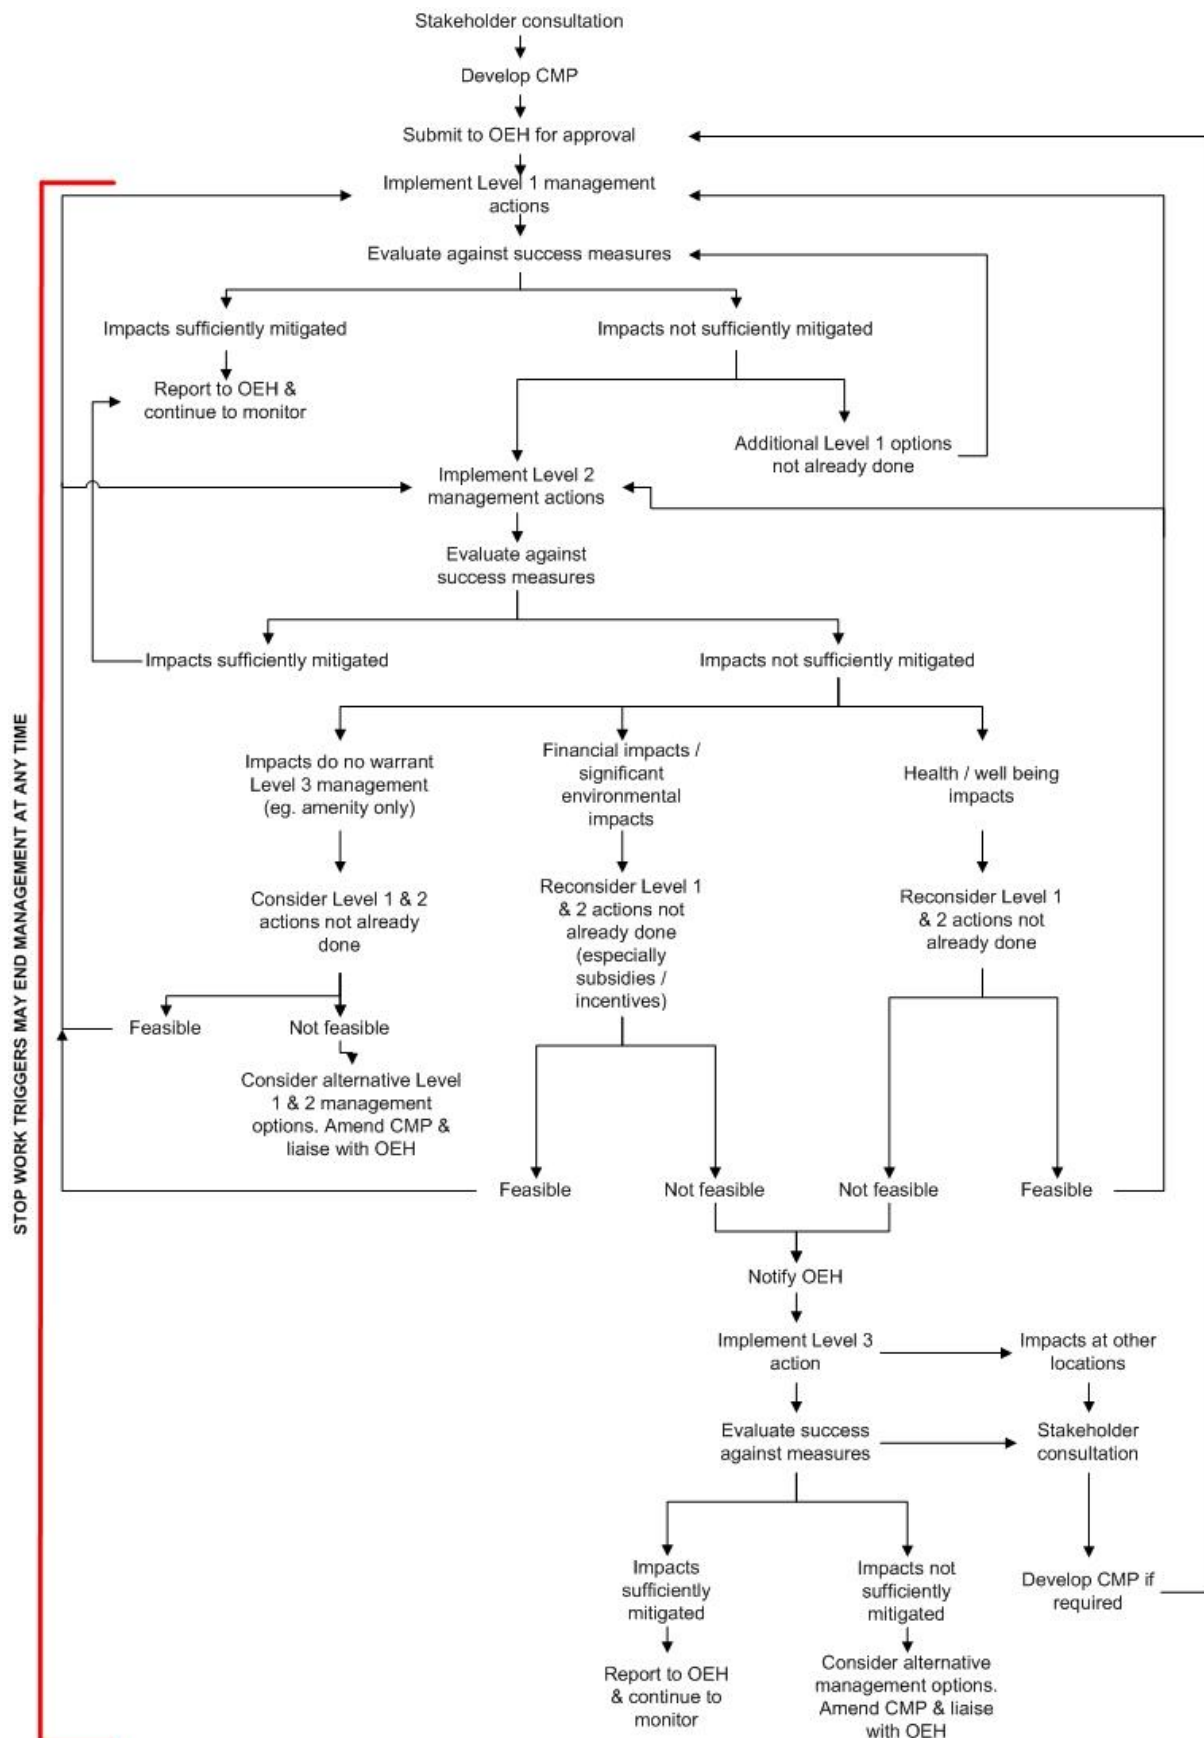 Stakeholder consultation
Develop CMP
Submit to OEH for approval
Implement Level 1 management
actions
Evaluate against success measures
Impacts sufficiently mitigated
Impacts not sufficiently mitigated
Report to OEH &
continue to monitor
Additional Level 1 options
not already done
Implement Level 2
management actions
Evaluate against
success measures
Impacts sufficiently mitigated
Impacts not sufficiently mitigated
Impacts do no warrant
Level 3 management
(eg. amenity only)
Financial impacts /
significant
environmental
impacts
Health / well being
impacts
Consider Level 1 & 2
actions not already
done
Reconsider Level 1
& 2 actions not
already done
(especially
subsidies /
incentives)
Reconsider Level 1
& 2 actions not
already done
Feasible
Not feasible
Consider alternative Level
1 & 2 management
options. Amend CMP &
liaise with OEH
Feasible
Not feasible
Not feasible
Feasible
Notify OEH
Implement Level 3
action
Impacts at other
locations
Evaluate success
against measures
Stakeholder
consultation
Impacts
sufficiently
mitigated
Impacts not
sufficiently
mitigated
Develop CMP if
required
Report to OEH
& continue to
monitor
Consider alternative
management options.
Amend CMP & liaise
with OEH
STOP WORK TRIGGERS MAY END MANAGEMENT AT ANY TIME